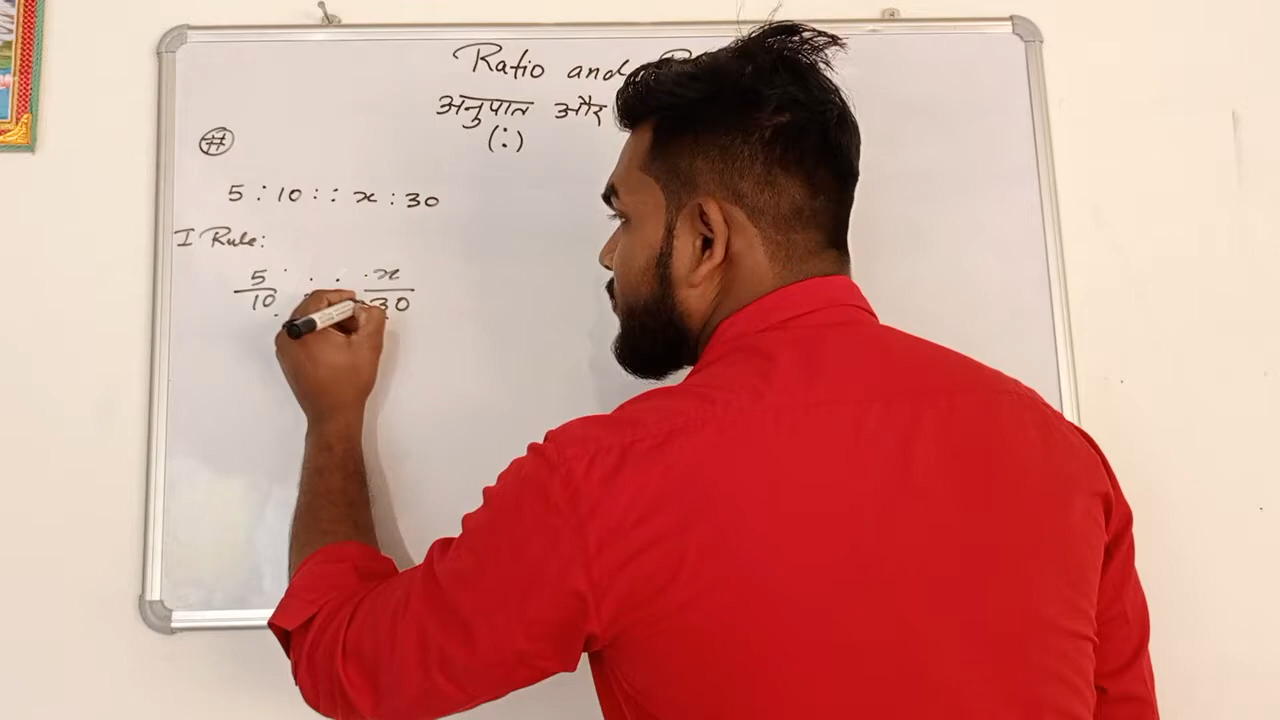 Ratio and
अनुपात और
(:)
#
5 : 10 : : x : 30
I Rule:
5 x
10 30